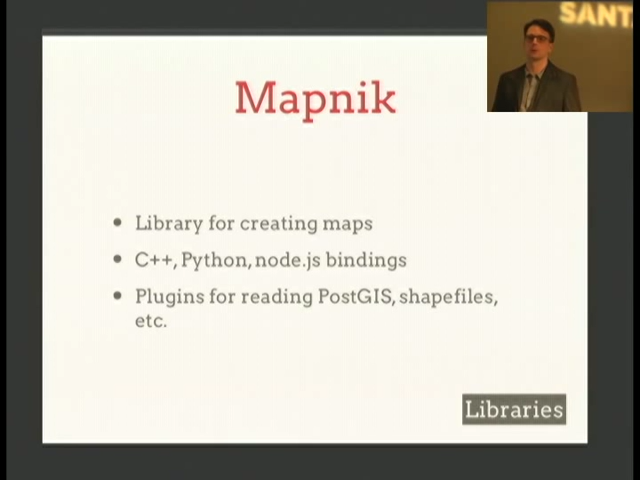 SANT
Mapnik
Library for creating maps
C++, Python, node.js bindings
Plugins for reading PostGIS, shapefiles,
etc.
Libraries